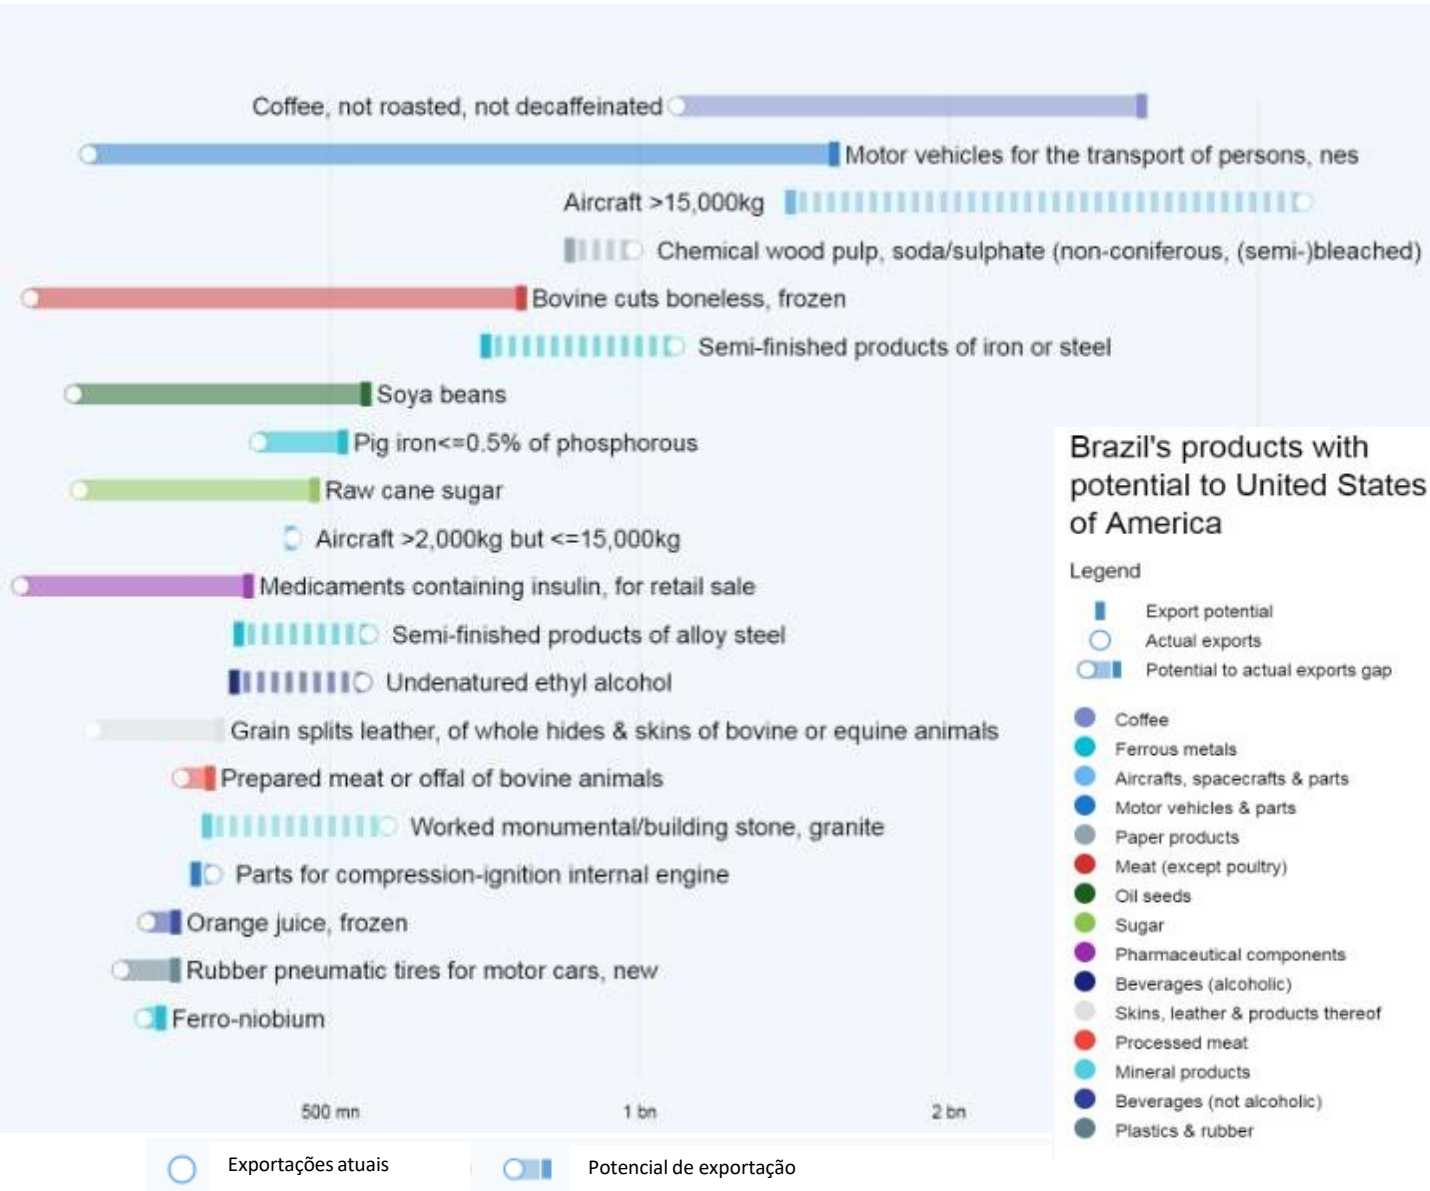 Coffee, not roasted, not decaffeinated
Motor vehicles for the transport of persons, nes
Aircraft >15,000kg
Chemical wood pulp, soda/sulphate (non-coniferous, (semi-)bleached)
Bovine cuts boneless, frozen
Semi-finished products of iron or steel
Soya beans
Pig iron<=0.5% of phosphorous
Raw cane sugar
Aircraft >2,000kg but <=15,000kg
Medicaments containing insulin, for retail sale
Semi-finished products of alloy steel
Undenatured ethyl alcohol
Grain splits leather, of whole hides & skins of bovine or equine animals
Prepared meat or offal of bovine animals
Worked monumental/building stone, granite
Parts for compression-ignition internal engine
Orange juice, frozen
Rubber pneumatic tires for motor cars, new
Ferro-niobium
500 mn
1 bn
2 bn
Brazil's products with
potential to United States
of America
Legend
Export potential
Actual exports
Potential to actual exports gap
Coffee
Ferrous metals
Aircrafts, spacecrafts & parts
Motor vehicles & parts
Paper products
Meat (except poultry)
Oil seeds
Sugar
Pharmaceutical components
Beverages (alcoholic)
Skins, leather & products thereof
Processed meat
Mineral products
Beverages (not alcoholic)
Plastics & rubber
Exportações atuais
Potencial de exportação